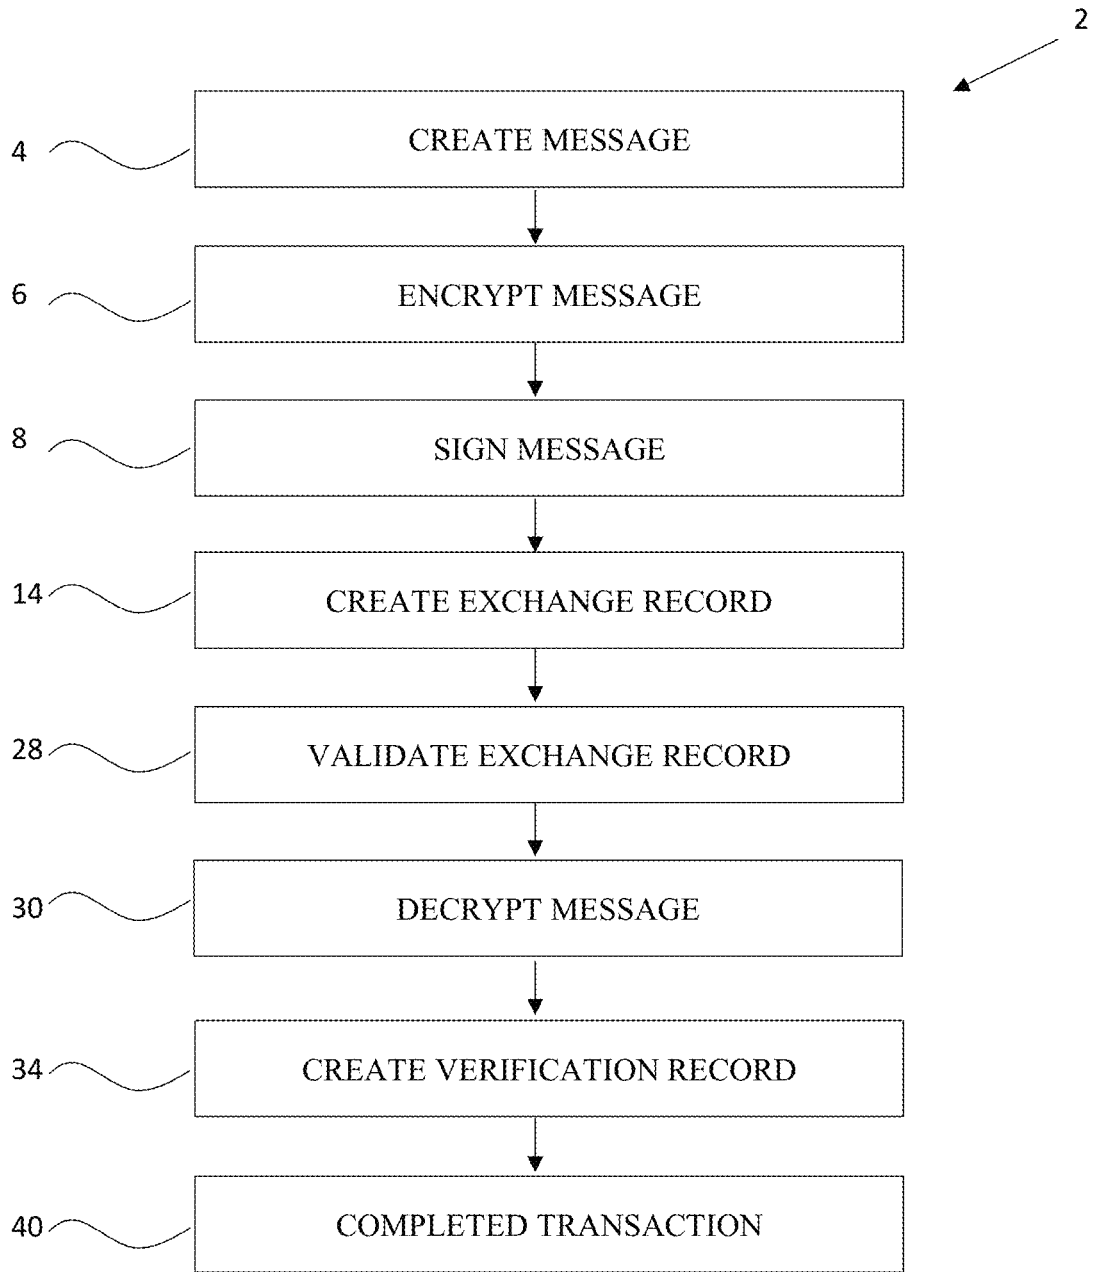 2
4
CREATE MESSAGE
6
ENCRYPT MESSAGE
8
SIGN MESSAGE
14
CREATE EXCHANGE RECORD
28
VALIDATE EXCHANGE RECORD
30
DECRYPT MESSAGE
34
CREATE VERIFICATION RECORD
40
COMPLETED TRANSACTION